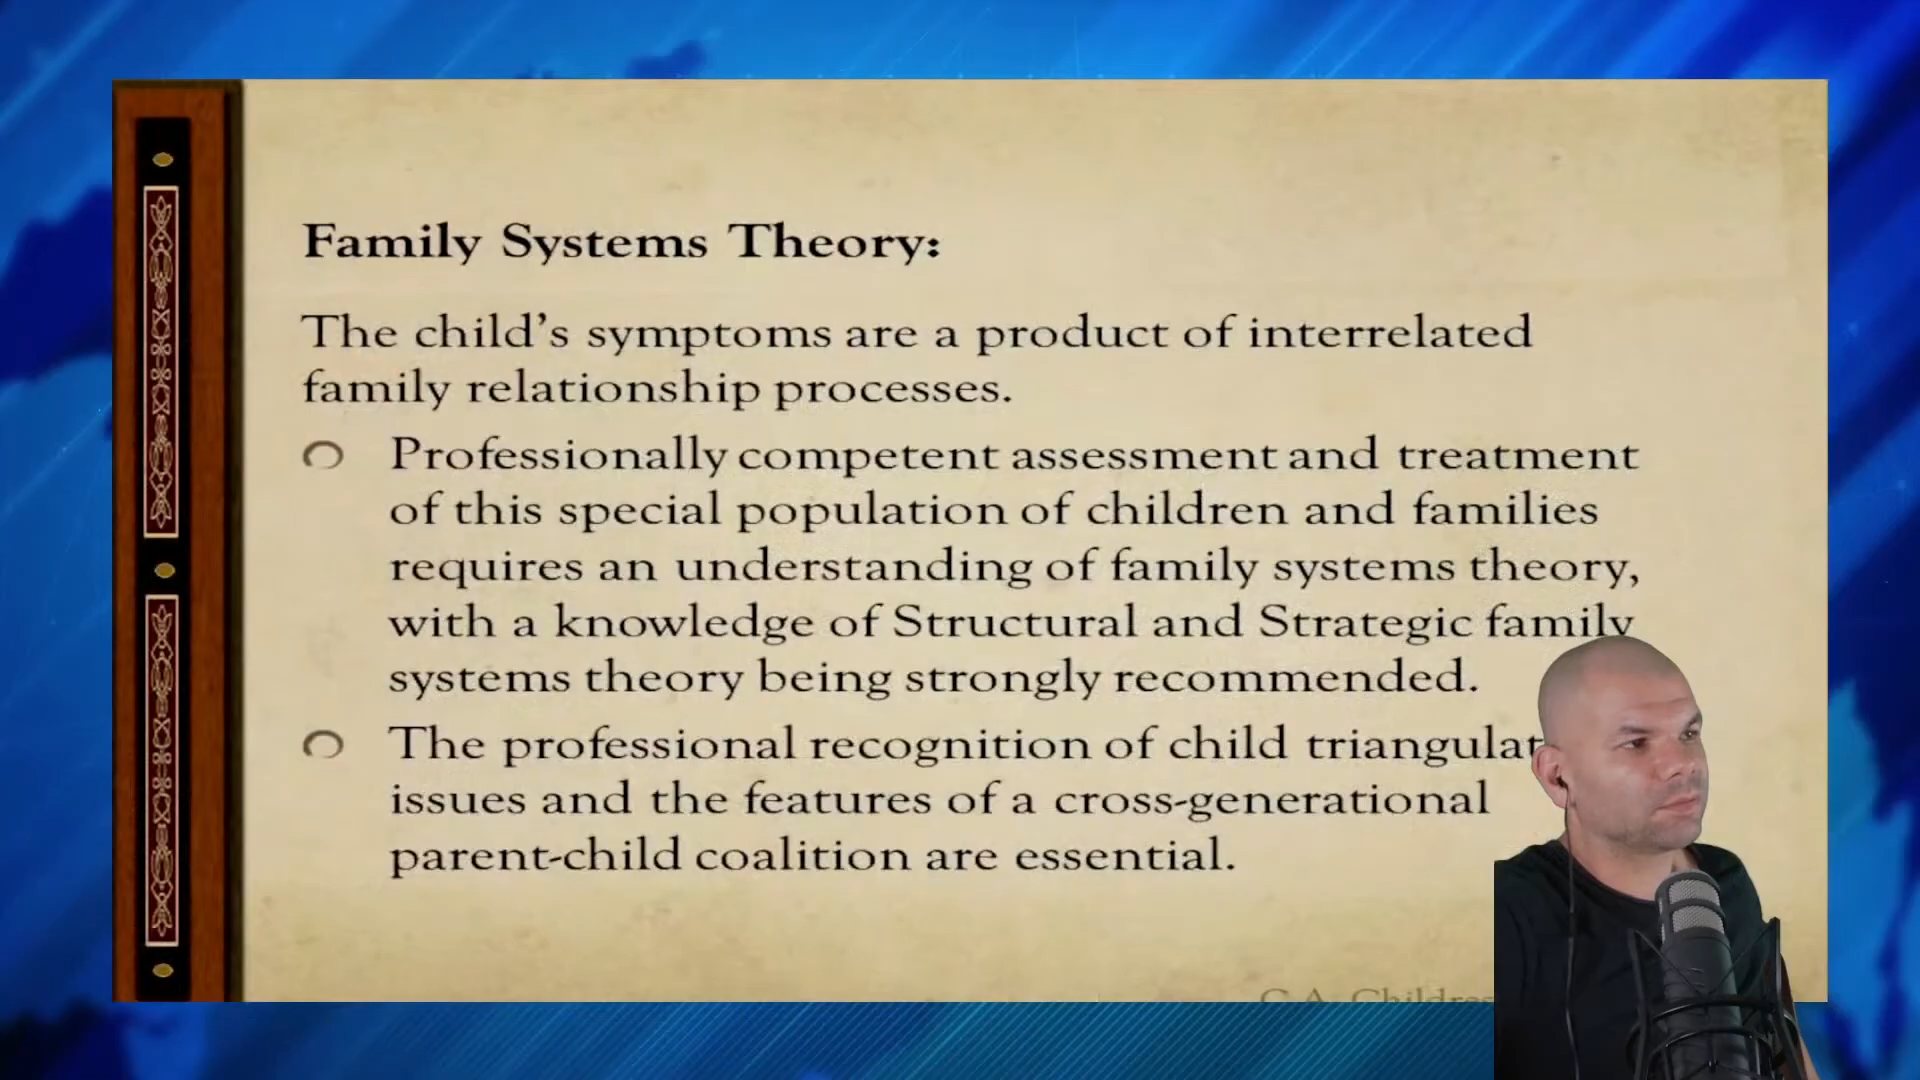 Family Systems Theory:
The child's symptoms are a product of interrelated
family relationship processes.
Professionally competent assessment and treatment
of this special population of children and families
requires an understanding of family systems theory,
with a knowledge of Structural and Strategic family
systems theory being strongly recommended.
The professional recognition of child
issues and the features of a cross-generational
parent-child coalition are essential.
C.A.